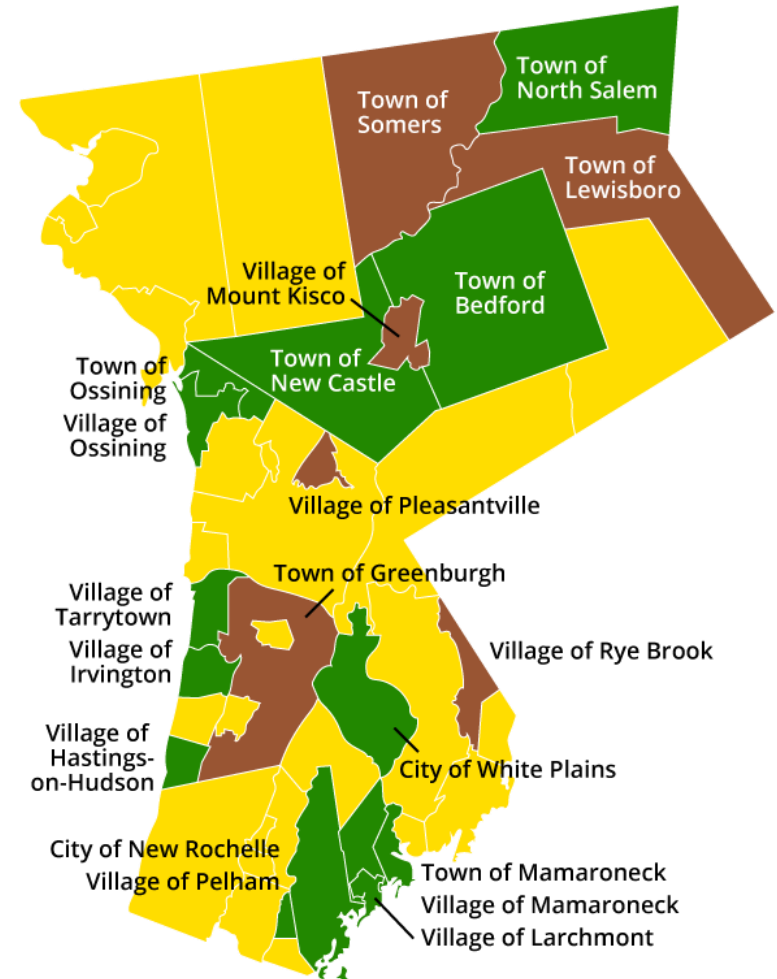 Town of
North Salem
Town of
Somers
Town of
Lewisboro
Village of
Mount Kisco
Town of
Bedford
Town of
New Castle
Town of
Ossining
Village of
Ossining
Village of Pleasantville
Town of Greenburgh
Village of
Tarrytown
Village of
Irvington
Village of Rye Brook
Village of
Hastings-
on-Hudson
City of White Plains
City of New Rochelle
Village of Pelham
Town of Mamaroneck
Village of Mamaroneck
Village of Larchmont